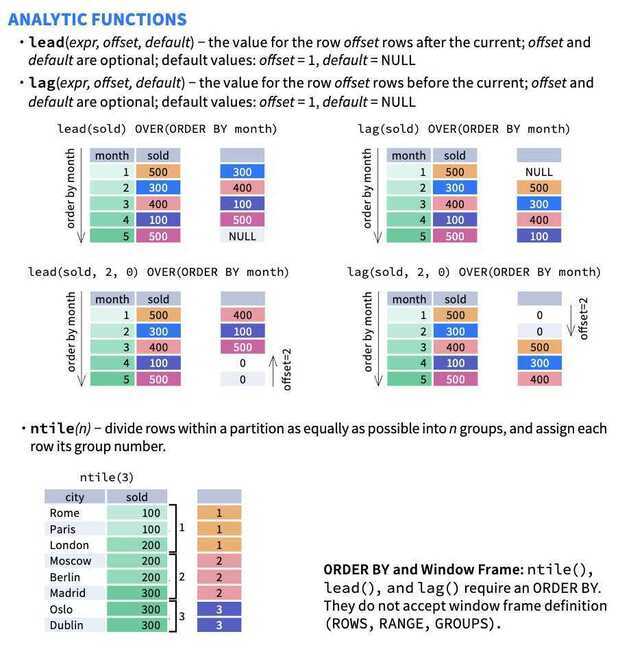 ANALYTIC FUNCTIONS
• lead(expr, offset, default) – the value for the row offset rows after the current; offset and
default are optional; default values: offset = 1, default = NULL
• lag(expr, offset, default) – the value for the row offset rows before the current; offset and
default are optional; default values: offset = 1, default = NULL
lead(sold) OVER(ORDER BY month)
order by month
month sold
1 500 300
2 300 400
3 400 100
4 100 500
5 500 NULL
lag(sold) OVER(ORDER BY month)
order by month
month sold
1 500 NULL
2 300 500
3 400 300
4 100 400
5 500 100
lead(sold, 2, 0) OVER(ORDER BY month)
order by month
month sold
1 500 400
2 300 100
3 400 500
4 100 0
5 500 0
offset=2
lag(sold, 2, 0) OVER(ORDER BY month)
order by month
month sold
1 500 0
2 300 0
3 400 500
4 100 300
5 500 400
offset=2
• ntile(n) – divide rows within a partition as equally as possible into n groups, and assign each
row its group number.
ntile(3)
city sold
Rome 100 1
Paris 100 1 1
London 200 1
Moscow 200 2
Berlin 200 2 2
Madrid 300 2
Oslo 300 3 3
Dublin 300 3
ORDER BY and Window Frame: ntile(),
lead(), and lag() require an ORDER BY.
They do not accept window frame definition
(ROWS, RANGE, GROUPS).